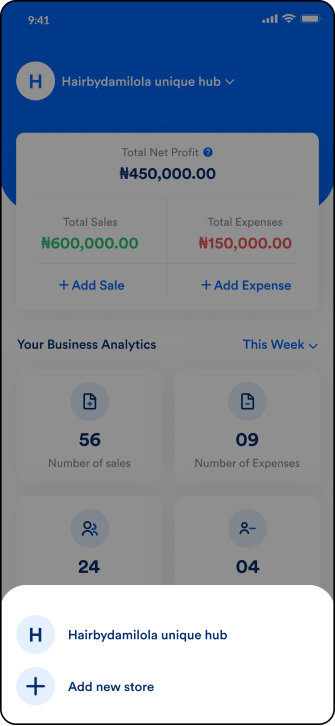 9:41
H Hairbydamilola unique hub
Total Net Profit ?
₦450,000.00
Total Sales Total Expenses
₦600,000.00 ₦150,000.00
+ Add Sale + Add Expense
Your Business Analytics This Week
56 09
Number of sales Number of Expenses
24 04
H Hairbydamilola unique hub
+ Add new store